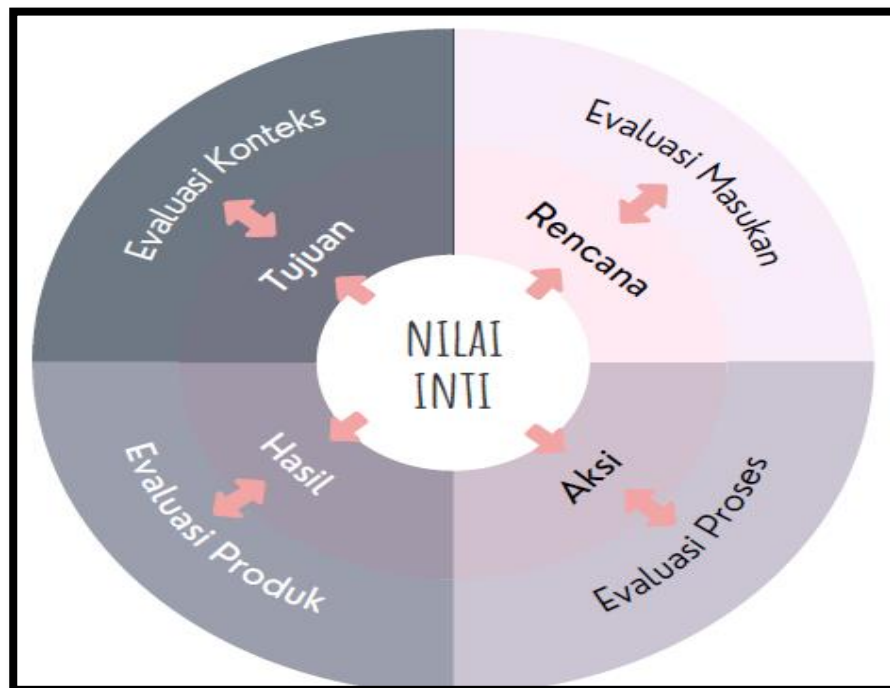 Evaluasi Konteks
Tujuan
Evaluasi Masukan
Rencana
NILAI
INTI
Hasil
Evaluasi Produk
Aksi
Evaluasi Proses